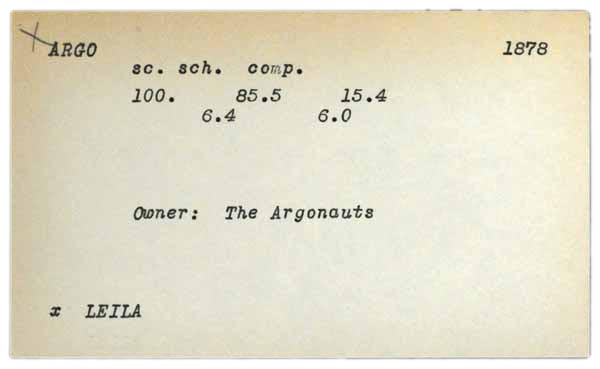 ARGO 1878
sc. sch. comp.
100. 85.5 15.4
6.4 6.0
Owner: The Argonauts
x LEILA